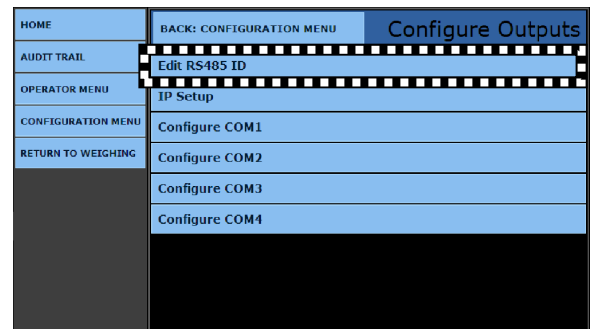 HOME
AUDIT TRAIL
OPERATOR MENU
CONFIGURATION MENU
RETURN TO WEIGHING
BACK: CONFIGURATION MENU
Configure Outputs
Edit RS485 ID
IP Setup
Configure COM1
Configure COM2
Configure COM3
Configure COM4